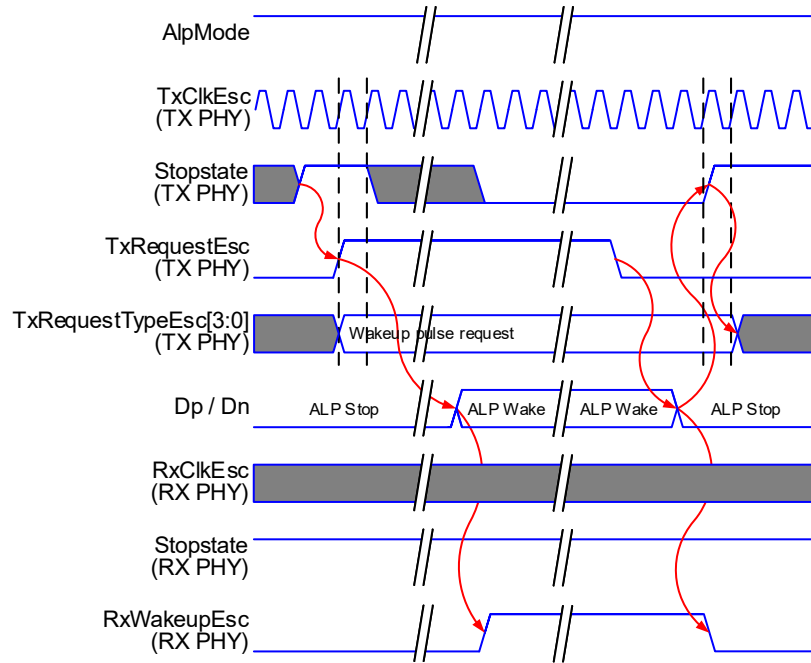 AlpMode
TxClkEsc
(TX PHY)
Stopstate
(TX PHY)
TxRequestEsc
(TX PHY)
TxRequestTypeEsc[3:0]
(TX PHY)
Wakeup pulse request
Dp / Dn
ALP Stop
ALP Wake
ALP Wake
ALP Stop
RxClkEsc
(RX PHY)
Stopstate
(RX PHY)
RxWakeupEsc
(RX PHY)